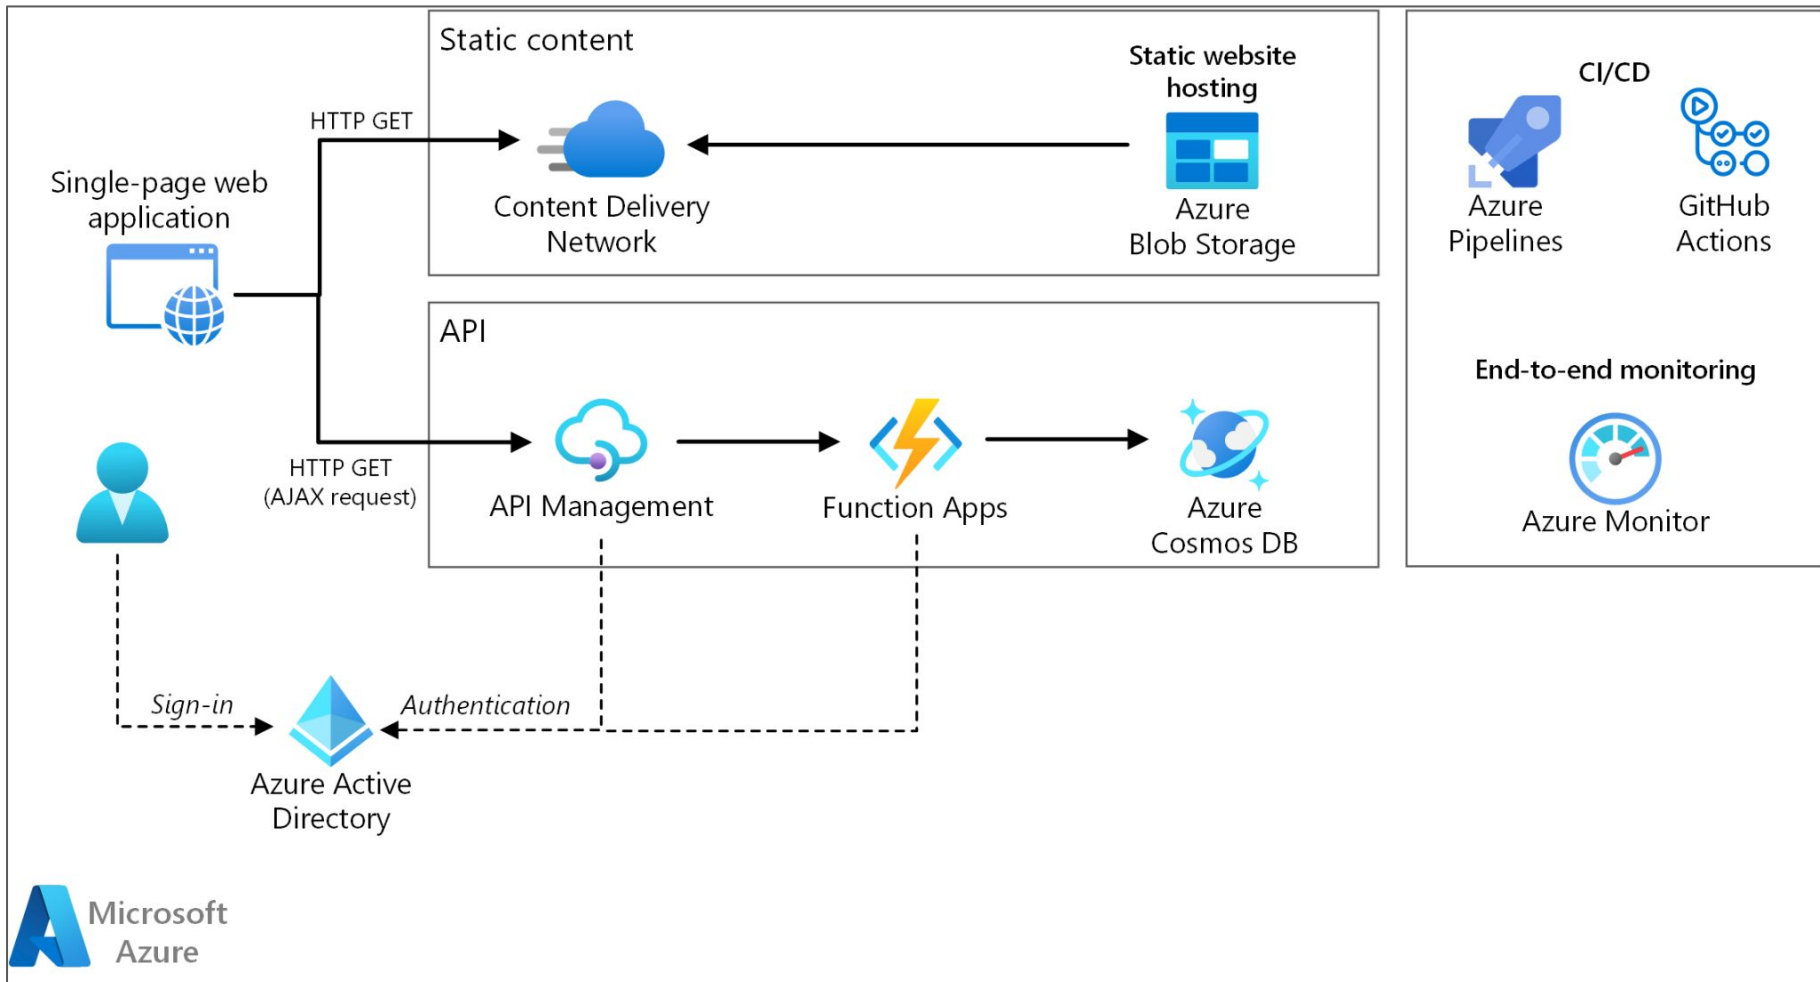 Static content
Static website
hosting
CI/CD
HTTP GET
Single-page web
application
Content Delivery
Network
Azure
Blob Storage
Azure
Pipelines
GitHub
Actions
API
End-to-end monitoring
HTTP GET
(AJAX request)
API Management
Function Apps
Azure
Cosmos DB
Azure Monitor
Sign-in
Authentication
Azure Active
Directory
Microsoft
Azure